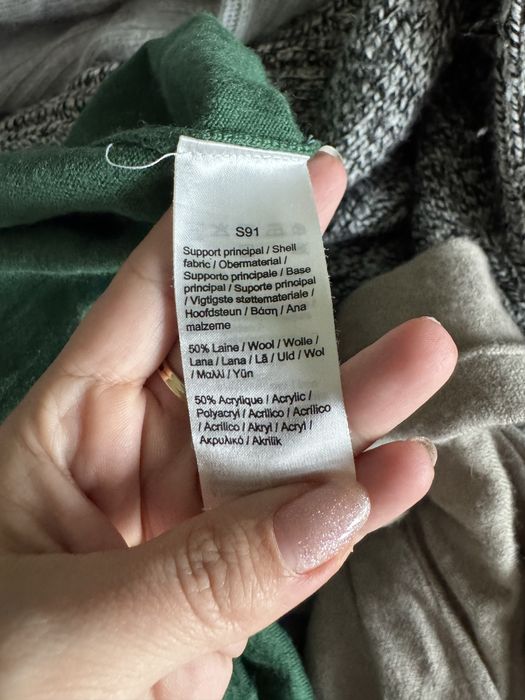 S91
Support principal / Shell
fabric / Obermaterial /
Supporto principale / Base
principal / Suporte principal
/ Vigtigste støttemateriale /
Hoofdsteun / Βάση / Ana
malzeme
50% Laine / Wool / Wolle /
Lana / Lana / Lã / Uld / Wol
/ Μαλλί / Yün
50% Acrylique / Acrylic /
Polyacryl / Acrilico / Acrílico
/ Acrílico / Akryl / Acryl /
Ακρυλικό / Akrilik